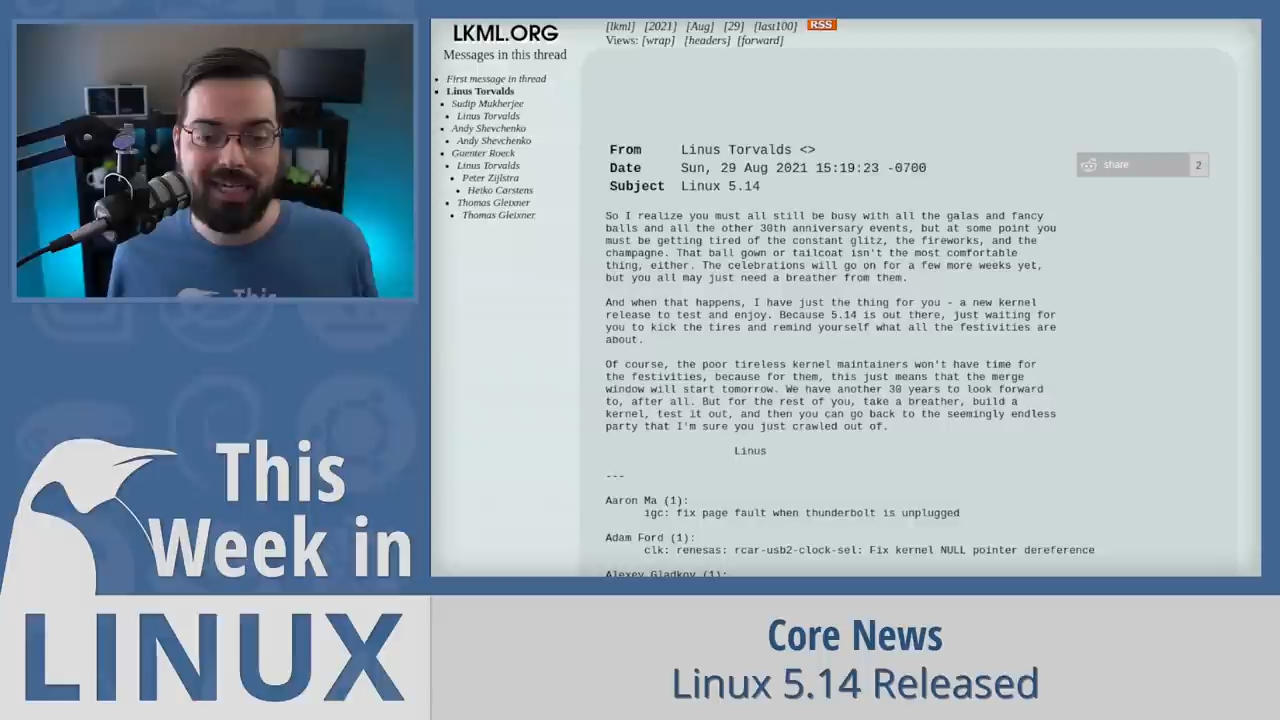 LKML.ORG
Messages in this thread
First message in thread
Linus Torvalds
Sudip Mukherjee
Linus Torvalds
Andy Shevchenko
Andy Shevchenko
Guenter Roeck
Linus Torvalds
Peter Zijlstra
Heiko Carstens
Thomas Gleixner
Thomas Gleixner
[lkml] [2021] [Aug] [29] [last100] RSS
Views: [wrap] [headers] [forward]
From Linus Torvalds <>
Date Sun, 29 Aug 2021 15:19:23 -0700
Subject Linux 5.14
share 2
So I realize you must all still be busy with all the galas and fancy
balls and all the other 30th anniversary events, but at some point you
must be getting tired of the constant glitz, the fireworks, and the
champagne. That ball gown or tailcoat isn't the most comfortable
thing, either. The celebrations will go on for a few more weeks yet,
but you all may just need a breather from them.
And when that happens, I have just the thing for you - a new kernel
release to test and enjoy. Because 5.14 is out there, just waiting for
you to kick the tires and remind yourself what all the festivities are
about.
Of course, the poor tireless kernel maintainers won't have time for
the festivities, because for them, this just means that the merge
window will start tomorrow. We have another 30 years to look forward
to, after all. But for the rest of you, take a breather, build a
kernel, test it out, and then you can go back to the seemingly endless
party that I'm sure you just crawled out of.
Linus
---
Aaron Ma (1):
igc: fix page fault when thunderbolt is unplugged
Adam Ford (1):
clk: renesas: rcar-usb2-clock-sel: Fix kernel NULL pointer dereference
Alexey Gladkov (1):
This
This
Week in
LINUX
Core News
Linux 5.14 Released